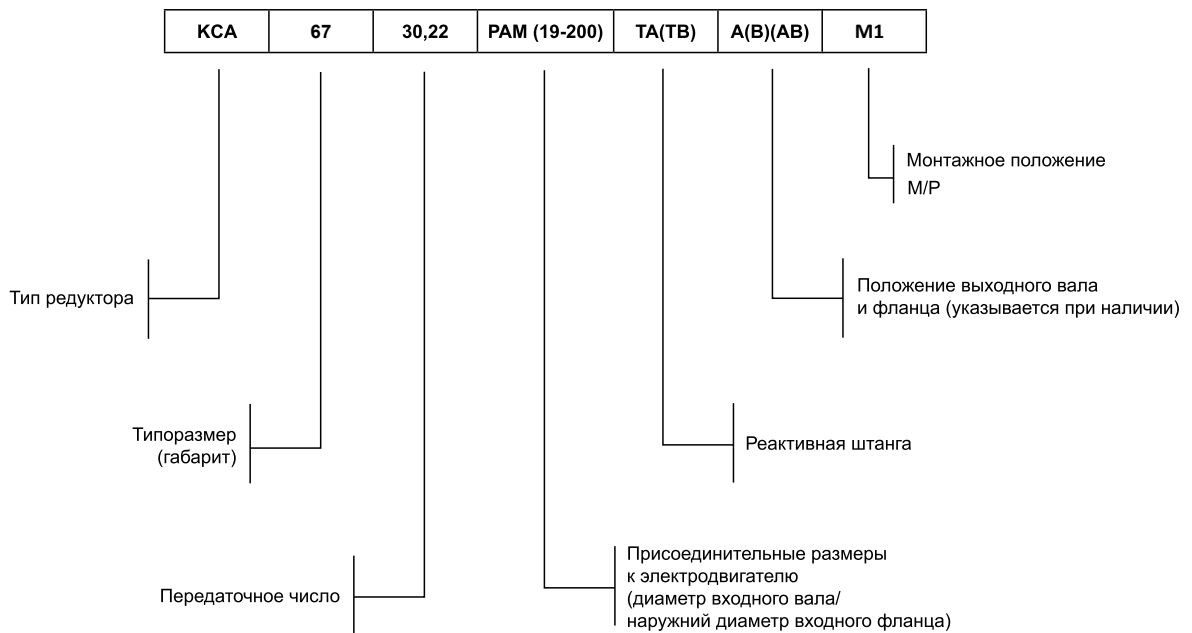 KCA 67 30,22 PAM (19-200) TA(TB) A(B)(AB) M1
Монтажное положение
М/Р
Тип редуктора
Положение выходного вала
и фланца (указывается при наличии)
Типоразмер
(габарит)
Реактивная штанга
Передаточное число
Присоединительные размеры
к электродвигателю
(диаметр входного вала/
наружний диаметр входного фланца)